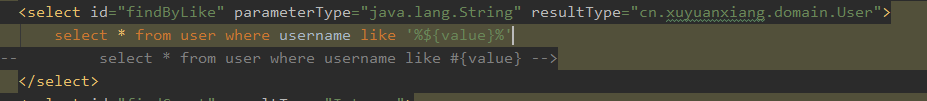 <select id="findByLike" parameterType="java.lang.String" resultType="cn.xuyuanxiang.domain.User">
select * from user where username like '%${value}%'
-- select * from user where username like #{value} -->
</select>